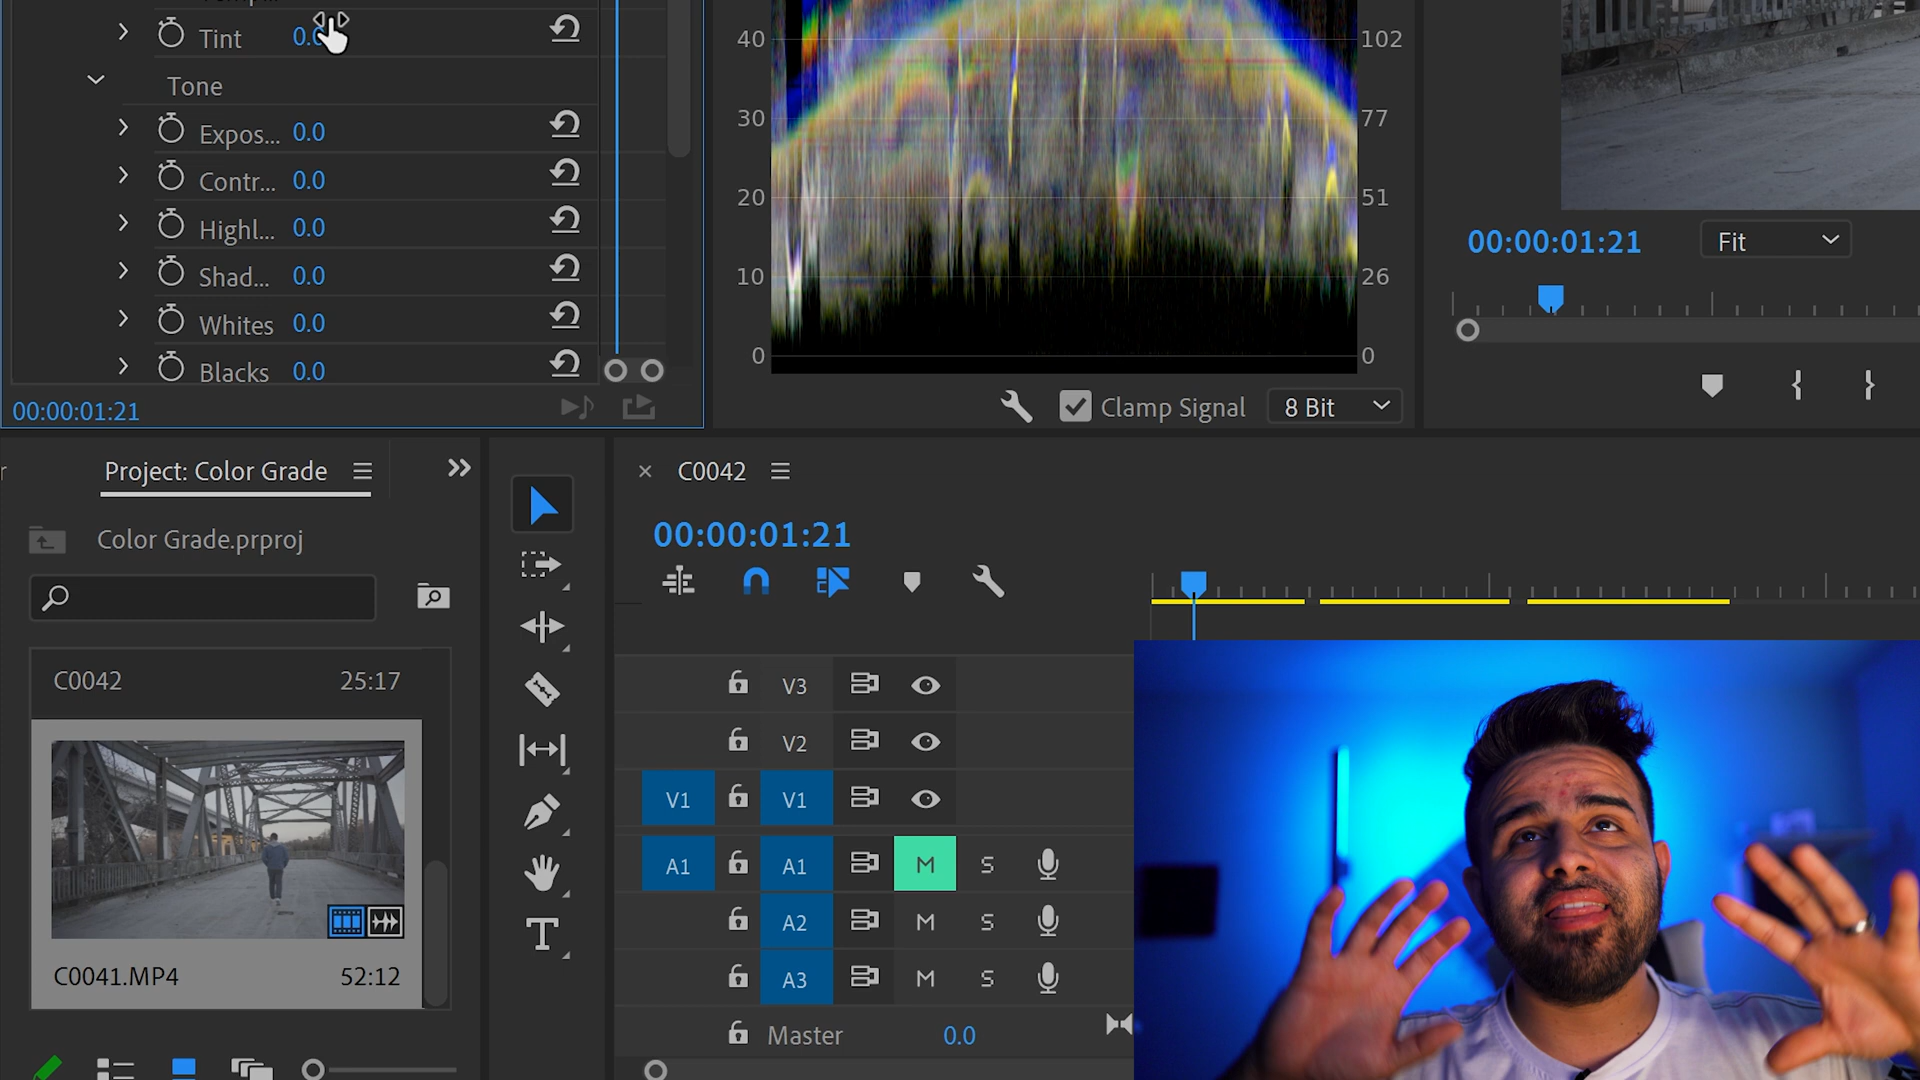 Tint 0.0
Tone
Expos... 0.0
Contr... 0.0
Highl... 0.0
Shad... 0.0
Whites 0.0
Blacks 0.0
00:00:01:21
40 102
30 77
20 51
10 26
0 0
Clamp Signal 8 Bit
00:00:01:21 Fit
Project: Color Grade
Color Grade.prproj
C0042 25:17
C0041.MP4 52:12
C0042
00:00:01:21
V3
V2
V1 V1
A1 A1 M S
A2 M S
A3 M S
Master 0.0